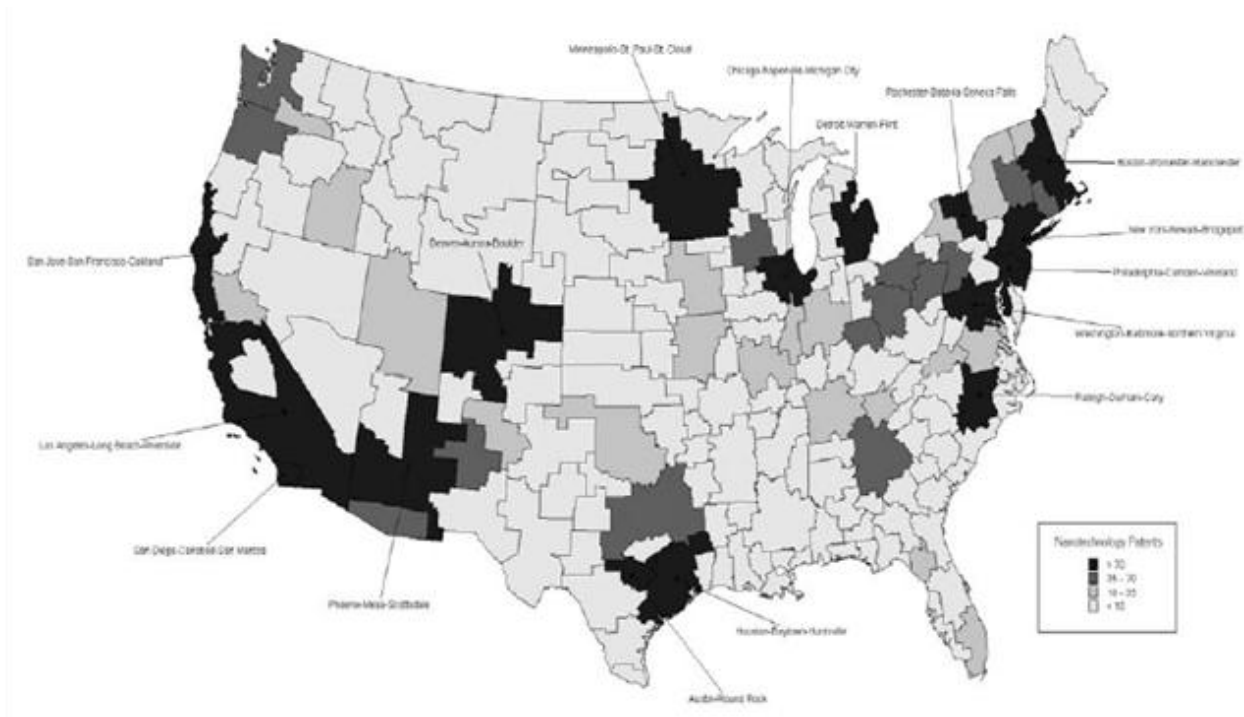 Minneapolis-St. Paul-St. Cloud
Chicago-Naperville-Michigan City
Rochester-Batavia-Seneca Falls
Detroit-Warren-Flint
Boston-Worcester-Manchester
New York-Newark-Bridgeport
Denver-Aurora-Boulder
San Jose-San Francisco-Oakland
Philadelphia-Camden-Vineland
Washington-Baltimore-Northern Virginia
Raleigh-Durham-Cary
Los Angeles-Long Beach-Riverside
San Diego-Carlsbad-San Marcos
Phoenix-Mesa-Scottsdale
Houston-Baytown-Huntsville
Austin-Round Rock
Nanotechnology Patents